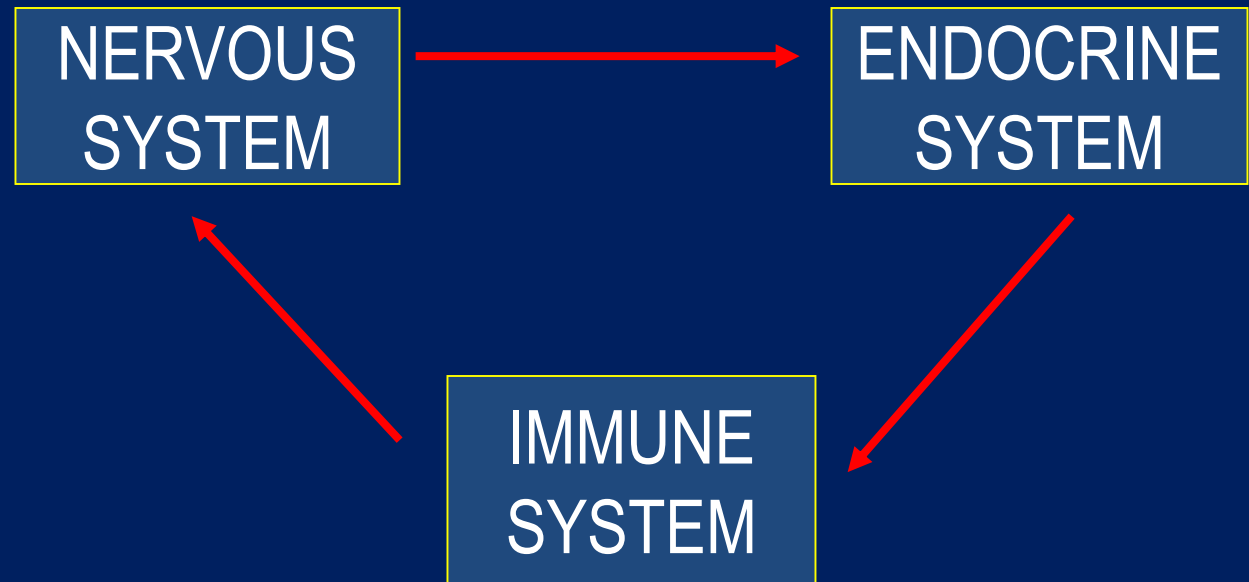 NERVOUS
SYSTEM
ENDOCRINE
SYSTEM
IMMUNE
SYSTEM